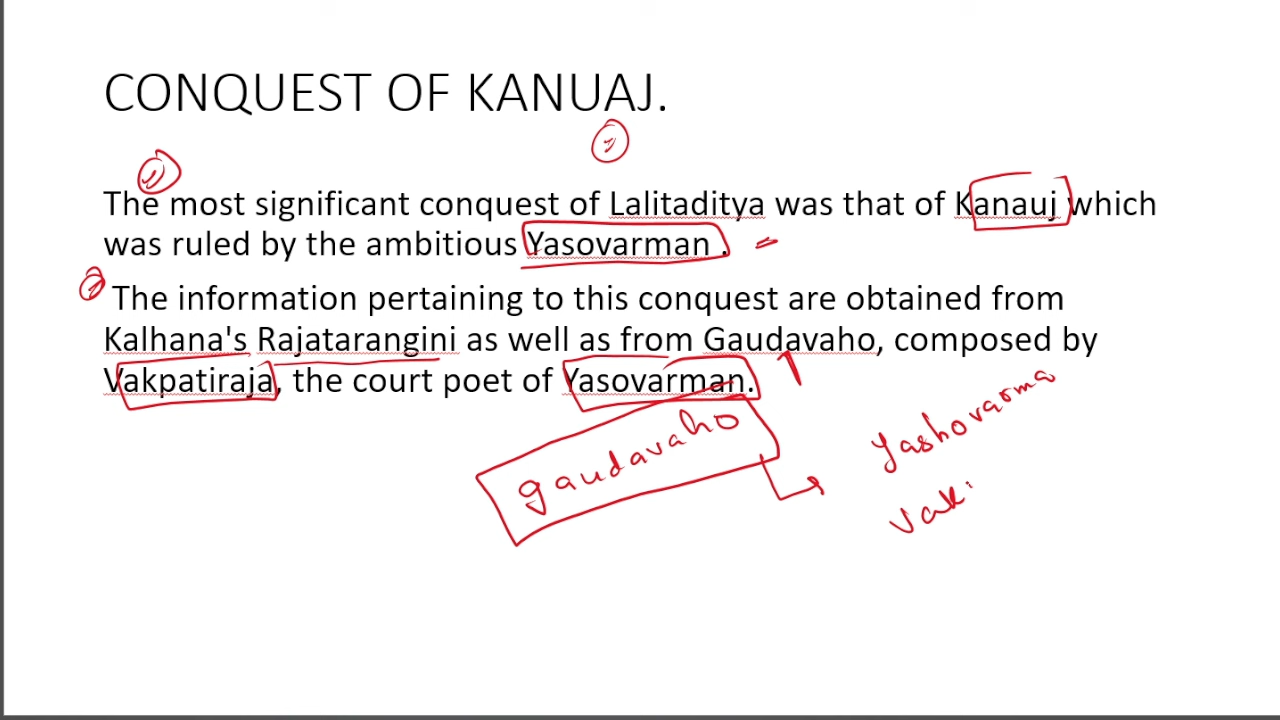 CONQUEST OF KANUAJ.
The most significant conquest of Lalitaditya was that of Kanauj which
was ruled by the ambitious Yasovarman .
The information pertaining to this conquest are obtained from
Kalhana's Rajatarangini as well as from Gaudavaho, composed by
Vakpatiraja, the court poet of Yasovarman.
gaudavaho
Yashovarma
Vak